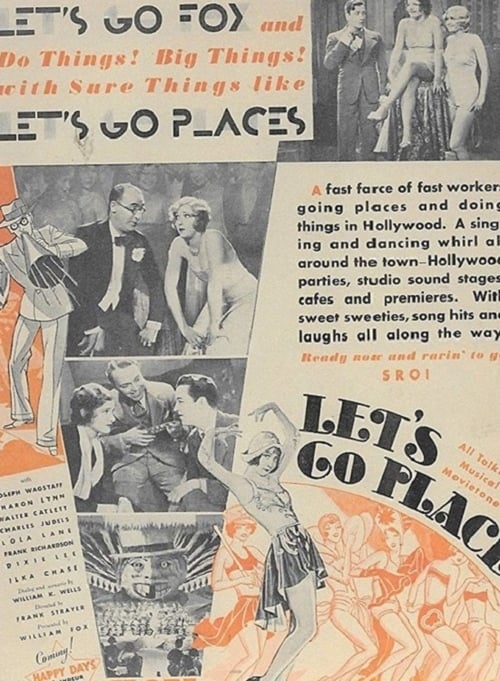 LET'S GO FOX and
Do Things! Big Things!
with Sure Things like
LET'S GO PLACES
A fast farce of fast workers
going places and doing
things in Hollywood. A sing
ing and dancing whirl al
around the town—Hollywood
parties, studio sound stages
cafes and premieres. With
sweet sweeties, song hits and
laughs all along the way
Ready now and rarin' to go
SRO!
LET'S
GO PLACE
All Talk
Musical
Movieton
with
JOSEPH WAGSTAFF
SHARON LYNN
WALTER CATLETT
CHARLES JUDELS
LOLA LANE
FRANK RICHARDSON
DIXIE LEE
ILKA CHASE
Dialog and scenario by
WILLIAM K. WELLS
Directed by
FRANK STRAYER
Presented by
WILLIAM FOX
Coming!
HAPPY DAYS